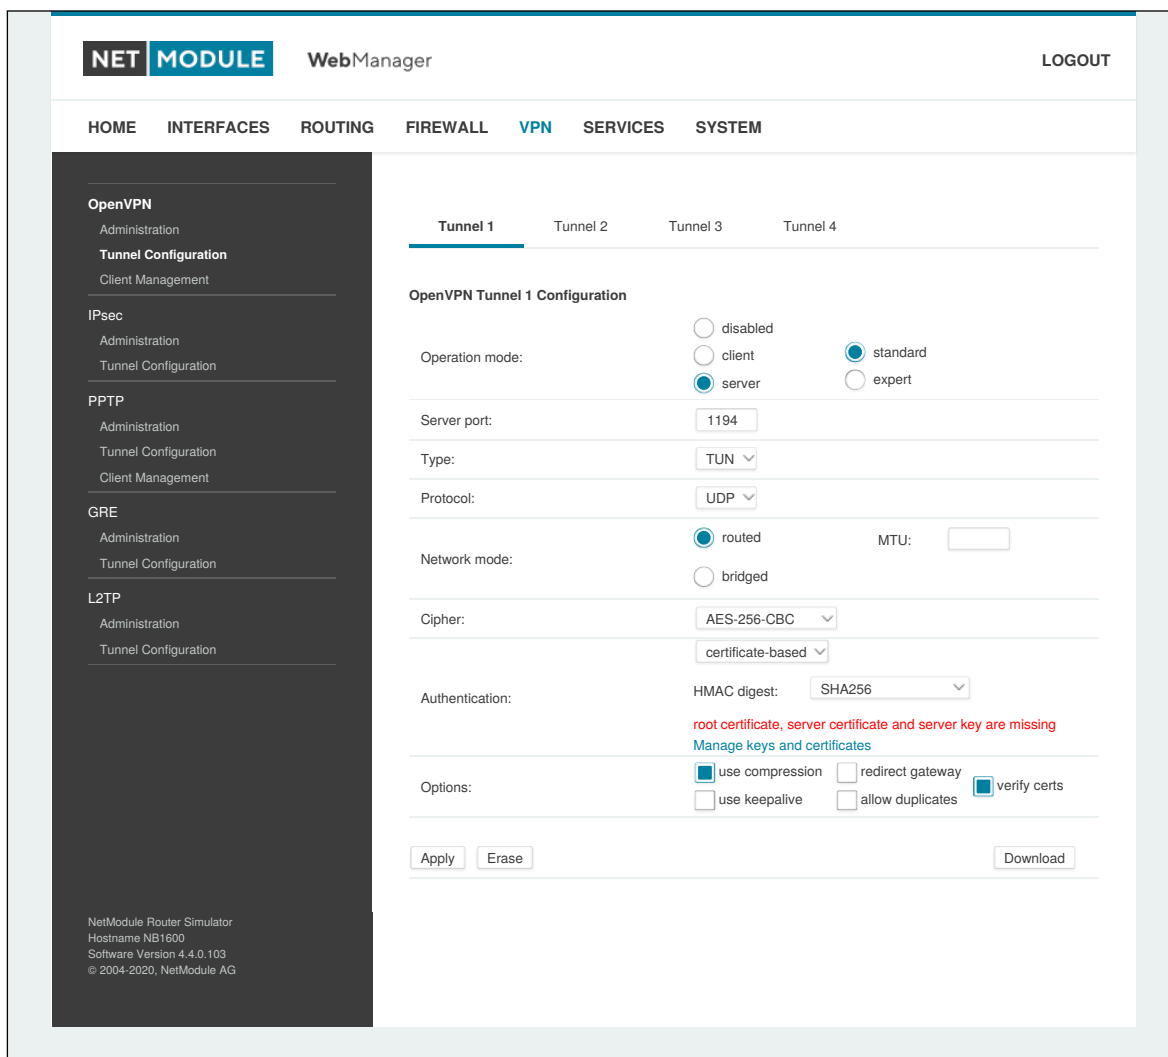 NET MODULE WebManager LOGOUT
HOME INTERFACES ROUTING FIREWALL VPN SERVICES SYSTEM
OpenVPN
Administration
Tunnel Configuration
Client Management
IPsec
Administration
Tunnel Configuration
PPTP
Administration
Tunnel Configuration
Client Management
GRE
Administration
Tunnel Configuration
L2TP
Administration
Tunnel Configuration
NetModule Router Simulator
Hostname NB1600
Software Version 4.4.0.103
© 2004-2020, NetModule AG
Tunnel 1 Tunnel 2 Tunnel 3 Tunnel 4
OpenVPN Tunnel 1 Configuration
Operation mode:
disabled
client
server
standard
expert
Server port: 1194
Type: TUN
Protocol: UDP
Network mode:
routed
bridged
MTU:
Cipher: AES-256-CBC
Authentication:
certificate-based
HMAC digest: SHA256
root certificate, server certificate and server key are missing
Manage keys and certificates
Options:
use compression redirect gateway
use keepalive allow duplicates
verify certs
Apply Erase Download